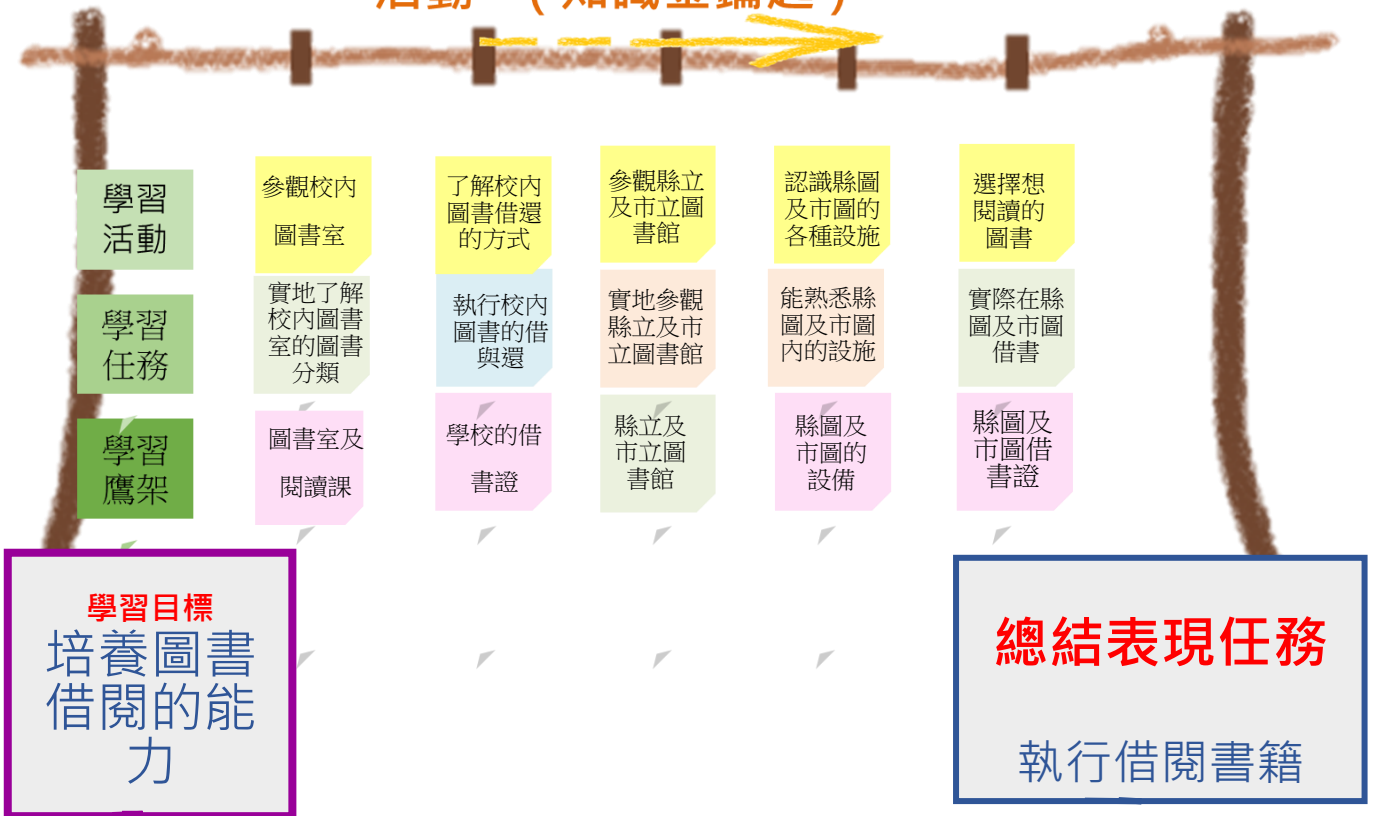 學習
活動
參觀校內
圖書室
了解校內
圖書借還
的方式
參觀縣立
及市立圖
書館
認識縣圖
及市圖的
各種設施
選擇想
閱讀的
圖書
學習
任務
實地了解
校內圖書
室的圖書
分類
執行校內
圖書的借
與還
實地參觀
縣立及市
立圖書館
能熟悉縣
圖及市圖
內的設施
實際在縣
圖及市圖
借書
學習
鷹架
圖書室及
閱讀課
學校的借
書證
縣立及
市立圖
書館
縣圖及
市圖的
設備
縣圖及
市圖借
書證
學習目標
培養圖書
借閱的能
力
總結表現任務
執行借閱書籍